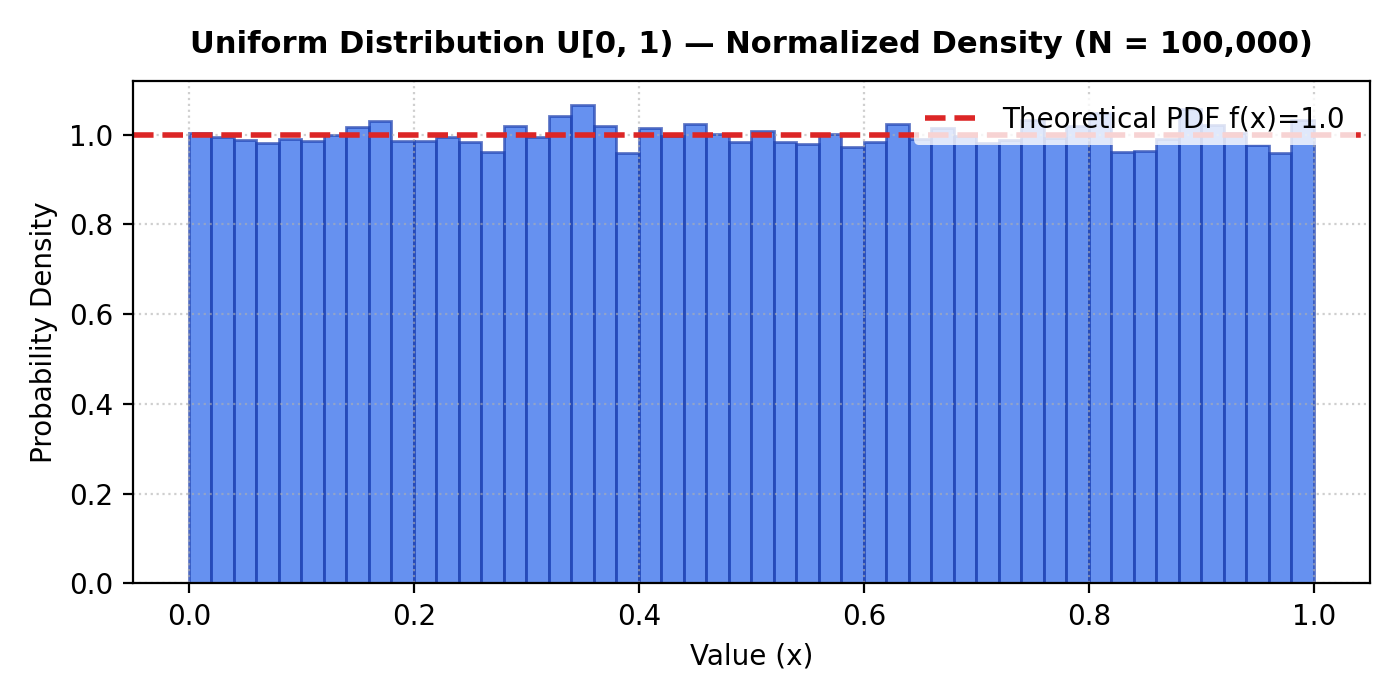 Uniform Distribution U[0, 1) — Normalized Density (N = 100,000)
Theoretical PDF f(x)=1.0
Probability Density
1.0
0.8
0.6
0.4
0.2
0.0
0.0 0.2 0.4 0.6 0.8 1.0
Value (x)